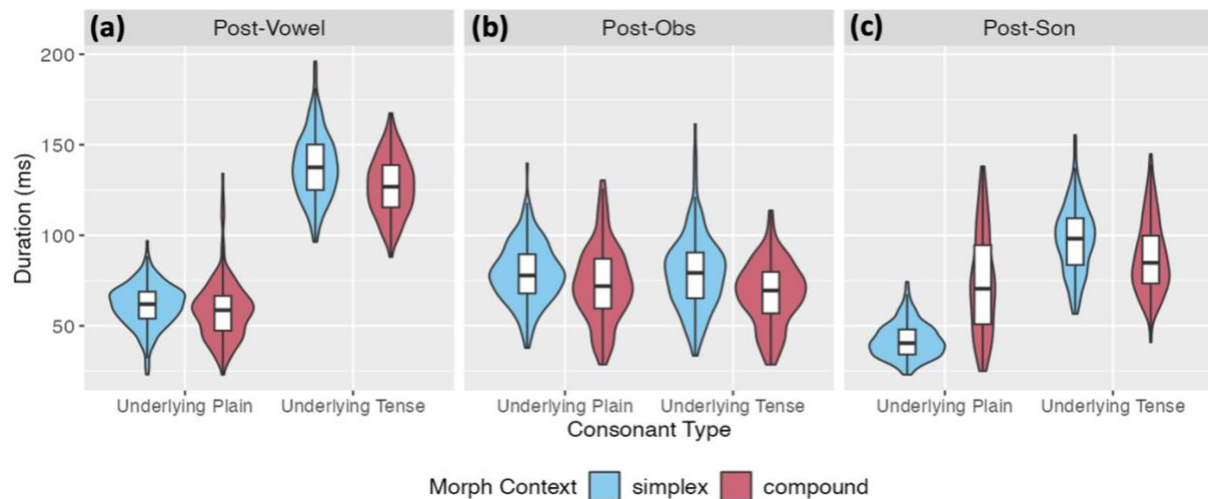 (a) Post-Vowel (b) Post-Obs (c) Post-Son
200
150
100
50
Duration (ms)
Underlying Plain Underlying Tense Underlying Plain Underlying Tense Underlying Plain Underlying Tense
Consonant Type
Morph Context simplex compound